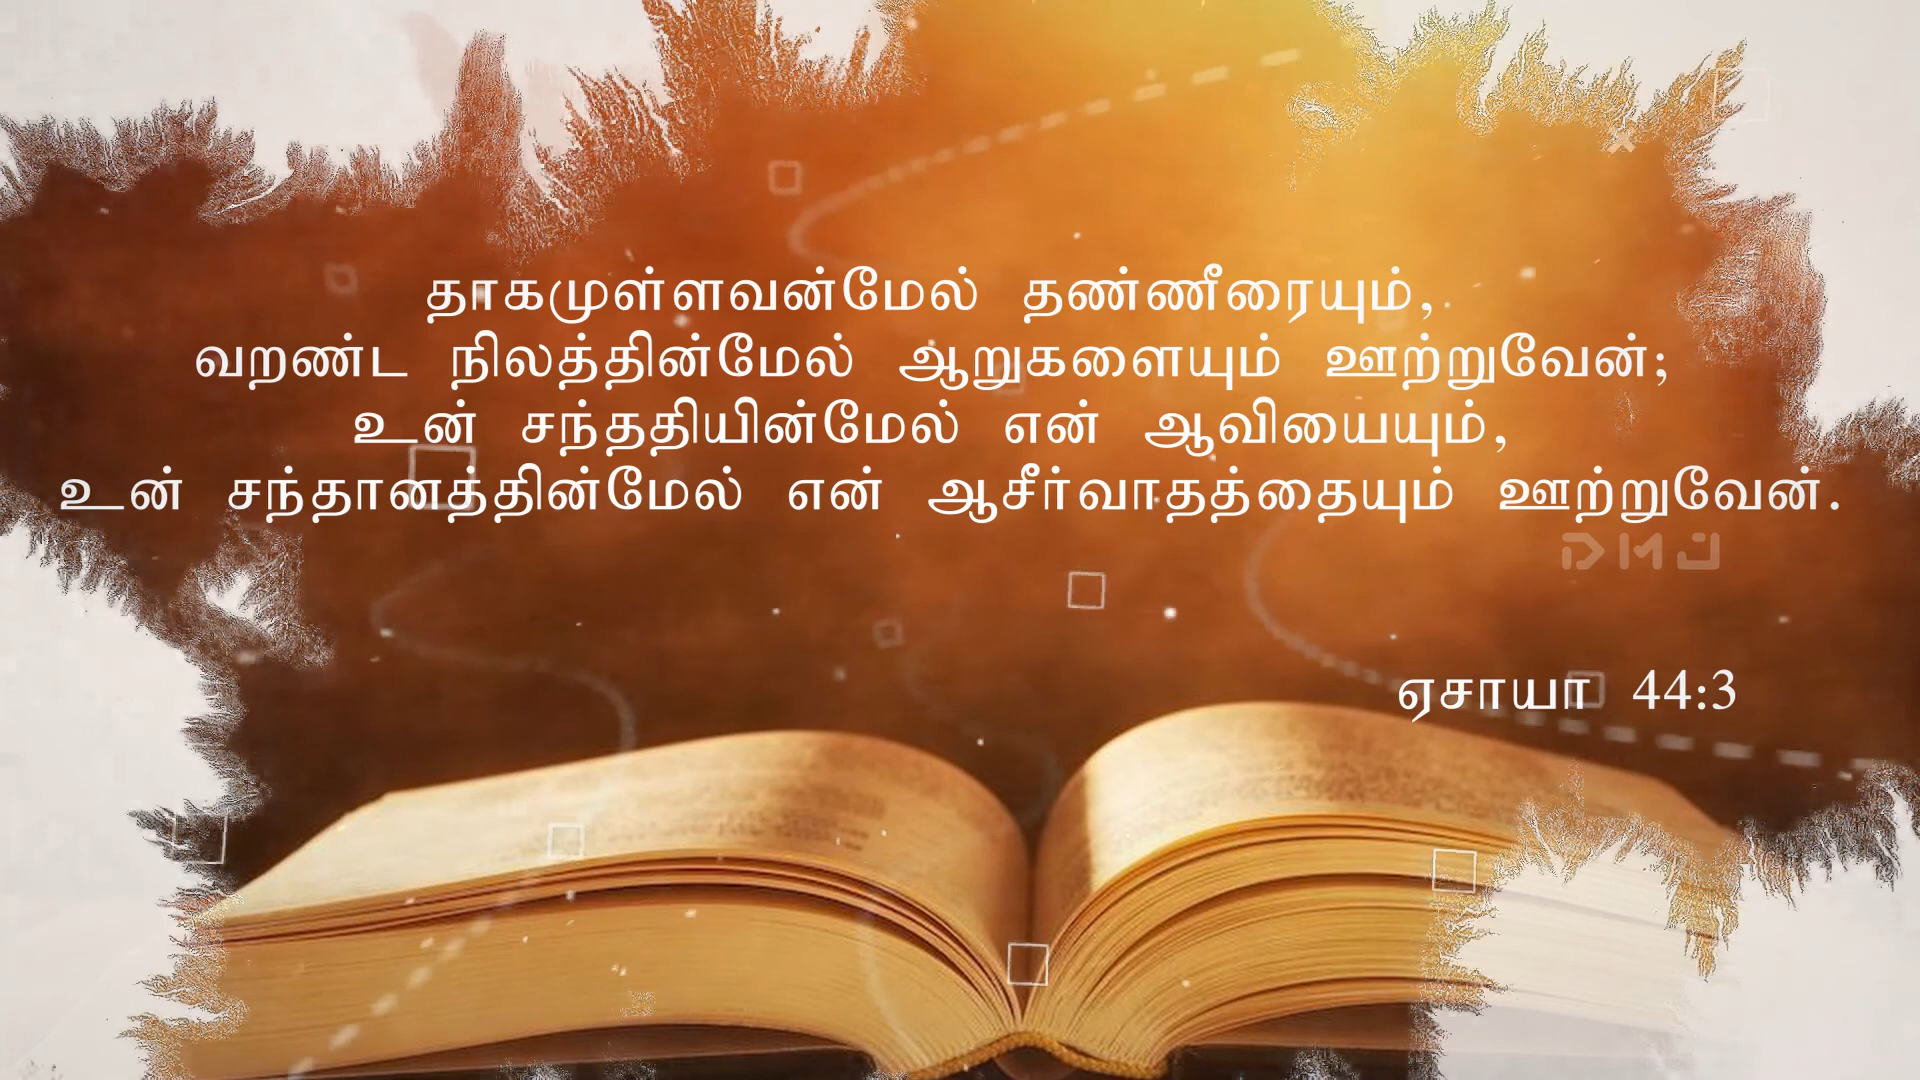 தாகமுள்ளவன்மேல் தண்ணீரையும்,
வறண்ட நிலத்தின்மேல் ஆறுகளையும் ஊற்றுவேன்;
உன் சந்ததியின்மேல் என் ஆவியையும்,
உன் சந்தானத்தின்மேல் என் ஆசீர்வாதத்தையும் ஊற்றுவேன்.
DMJ
ஏசாயா 44:3